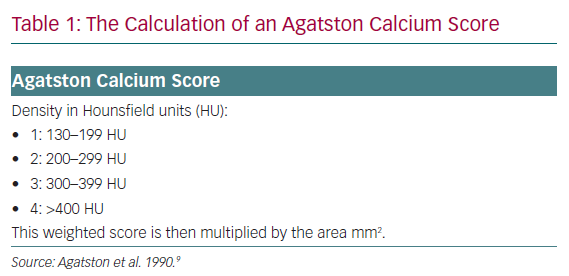 Table 1: The Calculation of an Agatston Calcium Score
Agatston Calcium Score
Density in Hounsfield units (HU):
• 1: 130–199 HU
• 2: 200–299 HU
• 3: 300–399 HU
• 4: >400 HU
This weighted score is then multiplied by the area mm².
Source: Agatston et al. 1990.⁹